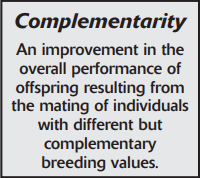 Complementarity
An improvement in the
overall performance of
offspring resulting from
the mating of individuals
with different but
complementary
breeding values.